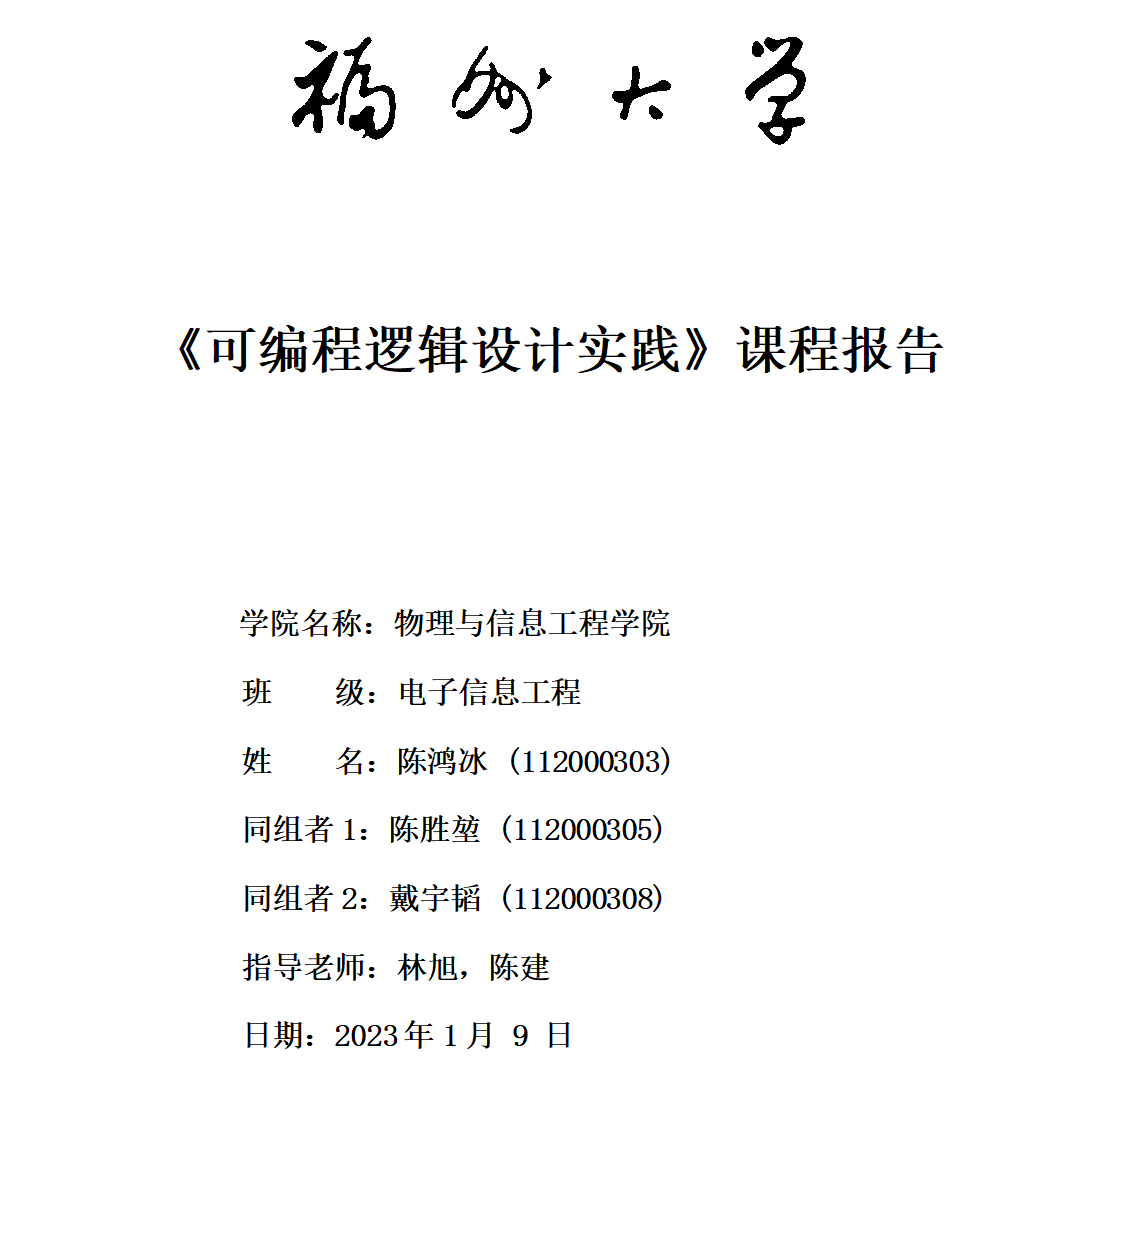 福州大学
《可编程逻辑设计实践》课程报告
学院名称：物理与信息工程学院
班　　级：电子信息工程
姓　　名：陈鸿冰（112000303）
同组者 1：陈胜堃（112000305）
同组者 2：戴宇韬（112000308）
指导老师：林旭，陈建
日期：2023 年 1 月 9 日